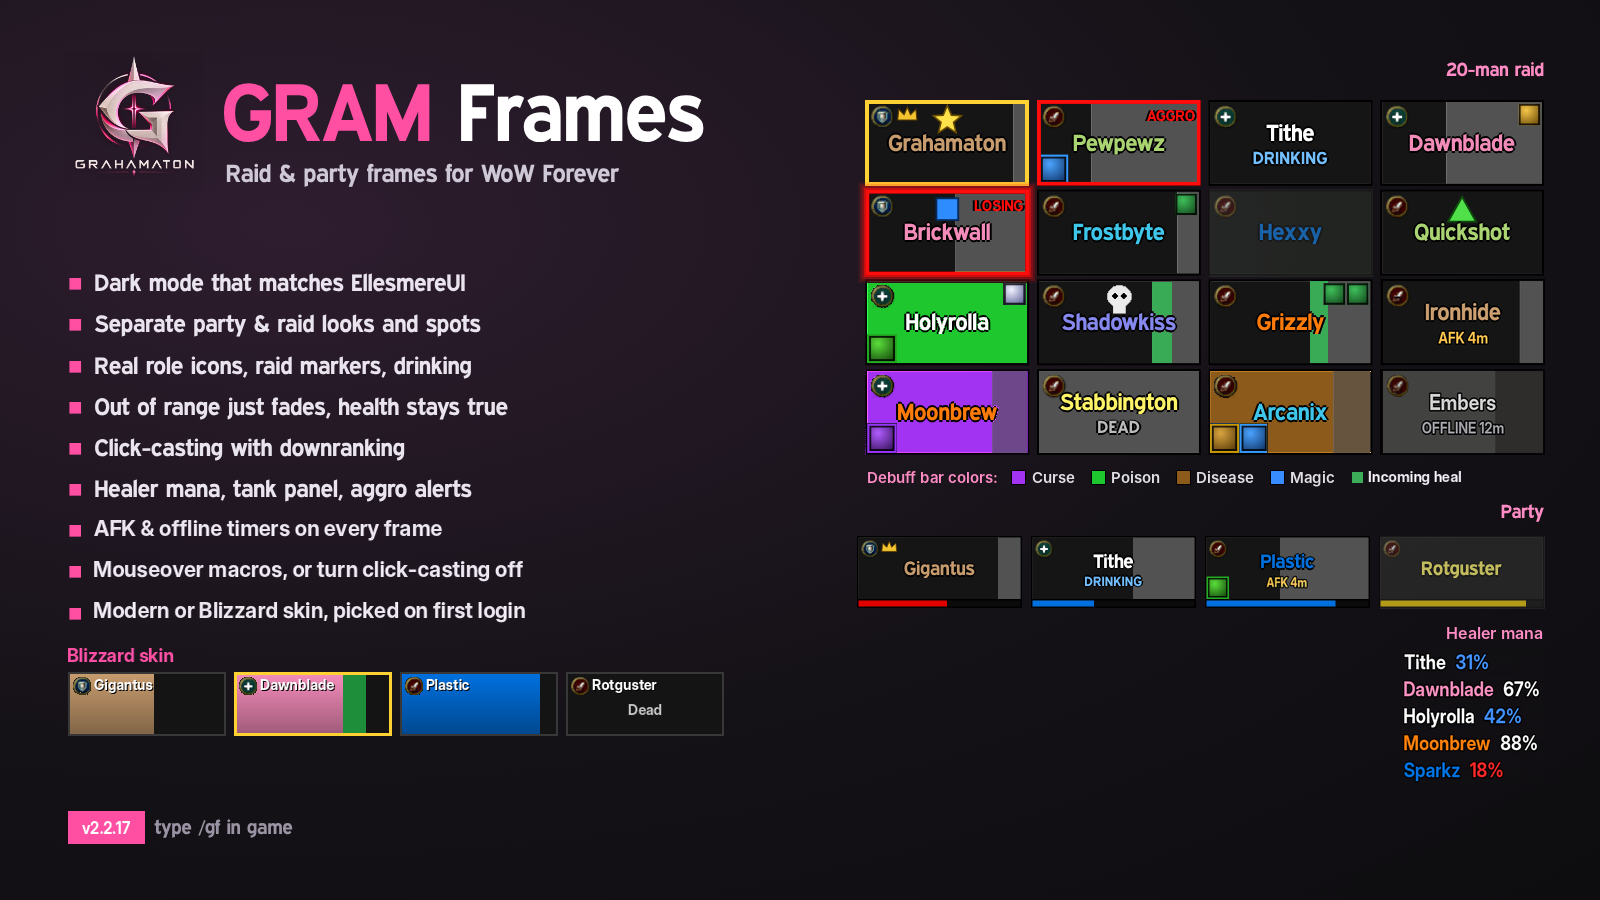 GRAHAMATON
GRAM Frames
Raid & party frames for WoW Forever
Dark mode that matches EllesmereUI
Separate party & raid looks and spots
Real role icons, raid markers, drinking
Out of range just fades, health stays true
Click-casting with downranking
Healer mana, tank panel, aggro alerts
AFK & offline timers on every frame
Mouseover macros, or turn click-casting off
Modern or Blizzard skin, picked on first login
Blizzard skin
Gigantus
Dawnblade
Plastic
Rotguster
Dead
v2.2.17
type /gf in game
20-man raid
Grahamaton
AGGRO
Pewpewz
Tithe
DRINKING
Dawnblade
LOSING
Brickwall
Frostbyte
Hexxy
Quickshot
Holyrolla
Shadowkiss
Grizzly
Ironhide
AFK 4m
Moonbrew
Stabbington
DEAD
Arcanix
Embers
OFFLINE 12m
Debuff bar colors: Curse Poison Disease Magic Incoming heal
Party
Gigantus
Tithe
DRINKING
Plastic
AFK 4m
Rotguster
Healer mana
Tithe 31%
Dawnblade 67%
Holyrolla 42%
Moonbrew 88%
Sparkz 18%